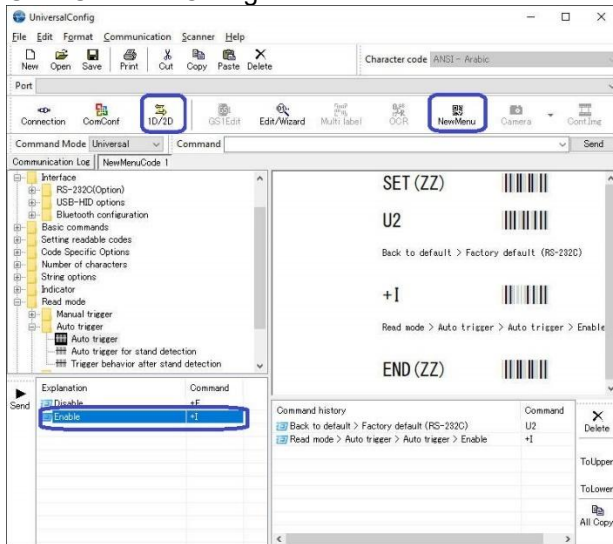 UniversalConfig
File Edit Format Communication Scanner Help
New Open Save Print Cut Copy Paste Delete Character code ANSI - Arabic
Port
Connection ComConf 1D/2D GS1Edit Edit/Wizard Multi label OCR NewMenu Camera Cont.Img
Command Mode Universal Command Send
Communication Log NewMenuCode 1
Interface
RS-232C(Option)
USB-HID options
Bluetooth configuration
Basic commands
Setting readable codes
Code Specific Options
Number of characters
String options
Indicator
Read mode
Manual trigger
Auto trigger
Auto trigger
Auto trigger for stand detection
Trigger behavior after stand detection
SET (ZZ)
U2
Back to default > Factory default (RS-232C)
+I
Read mode > Auto trigger > Auto trigger > Enable
END (ZZ)
Send
Explanation Command
Disable +F
Enable +I
Command history Command
Back to default > Factory default (RS-232C) U2
Read mode > Auto trigger > Auto trigger > Enable +I
Delete
ToUpper
ToLower
All Copy